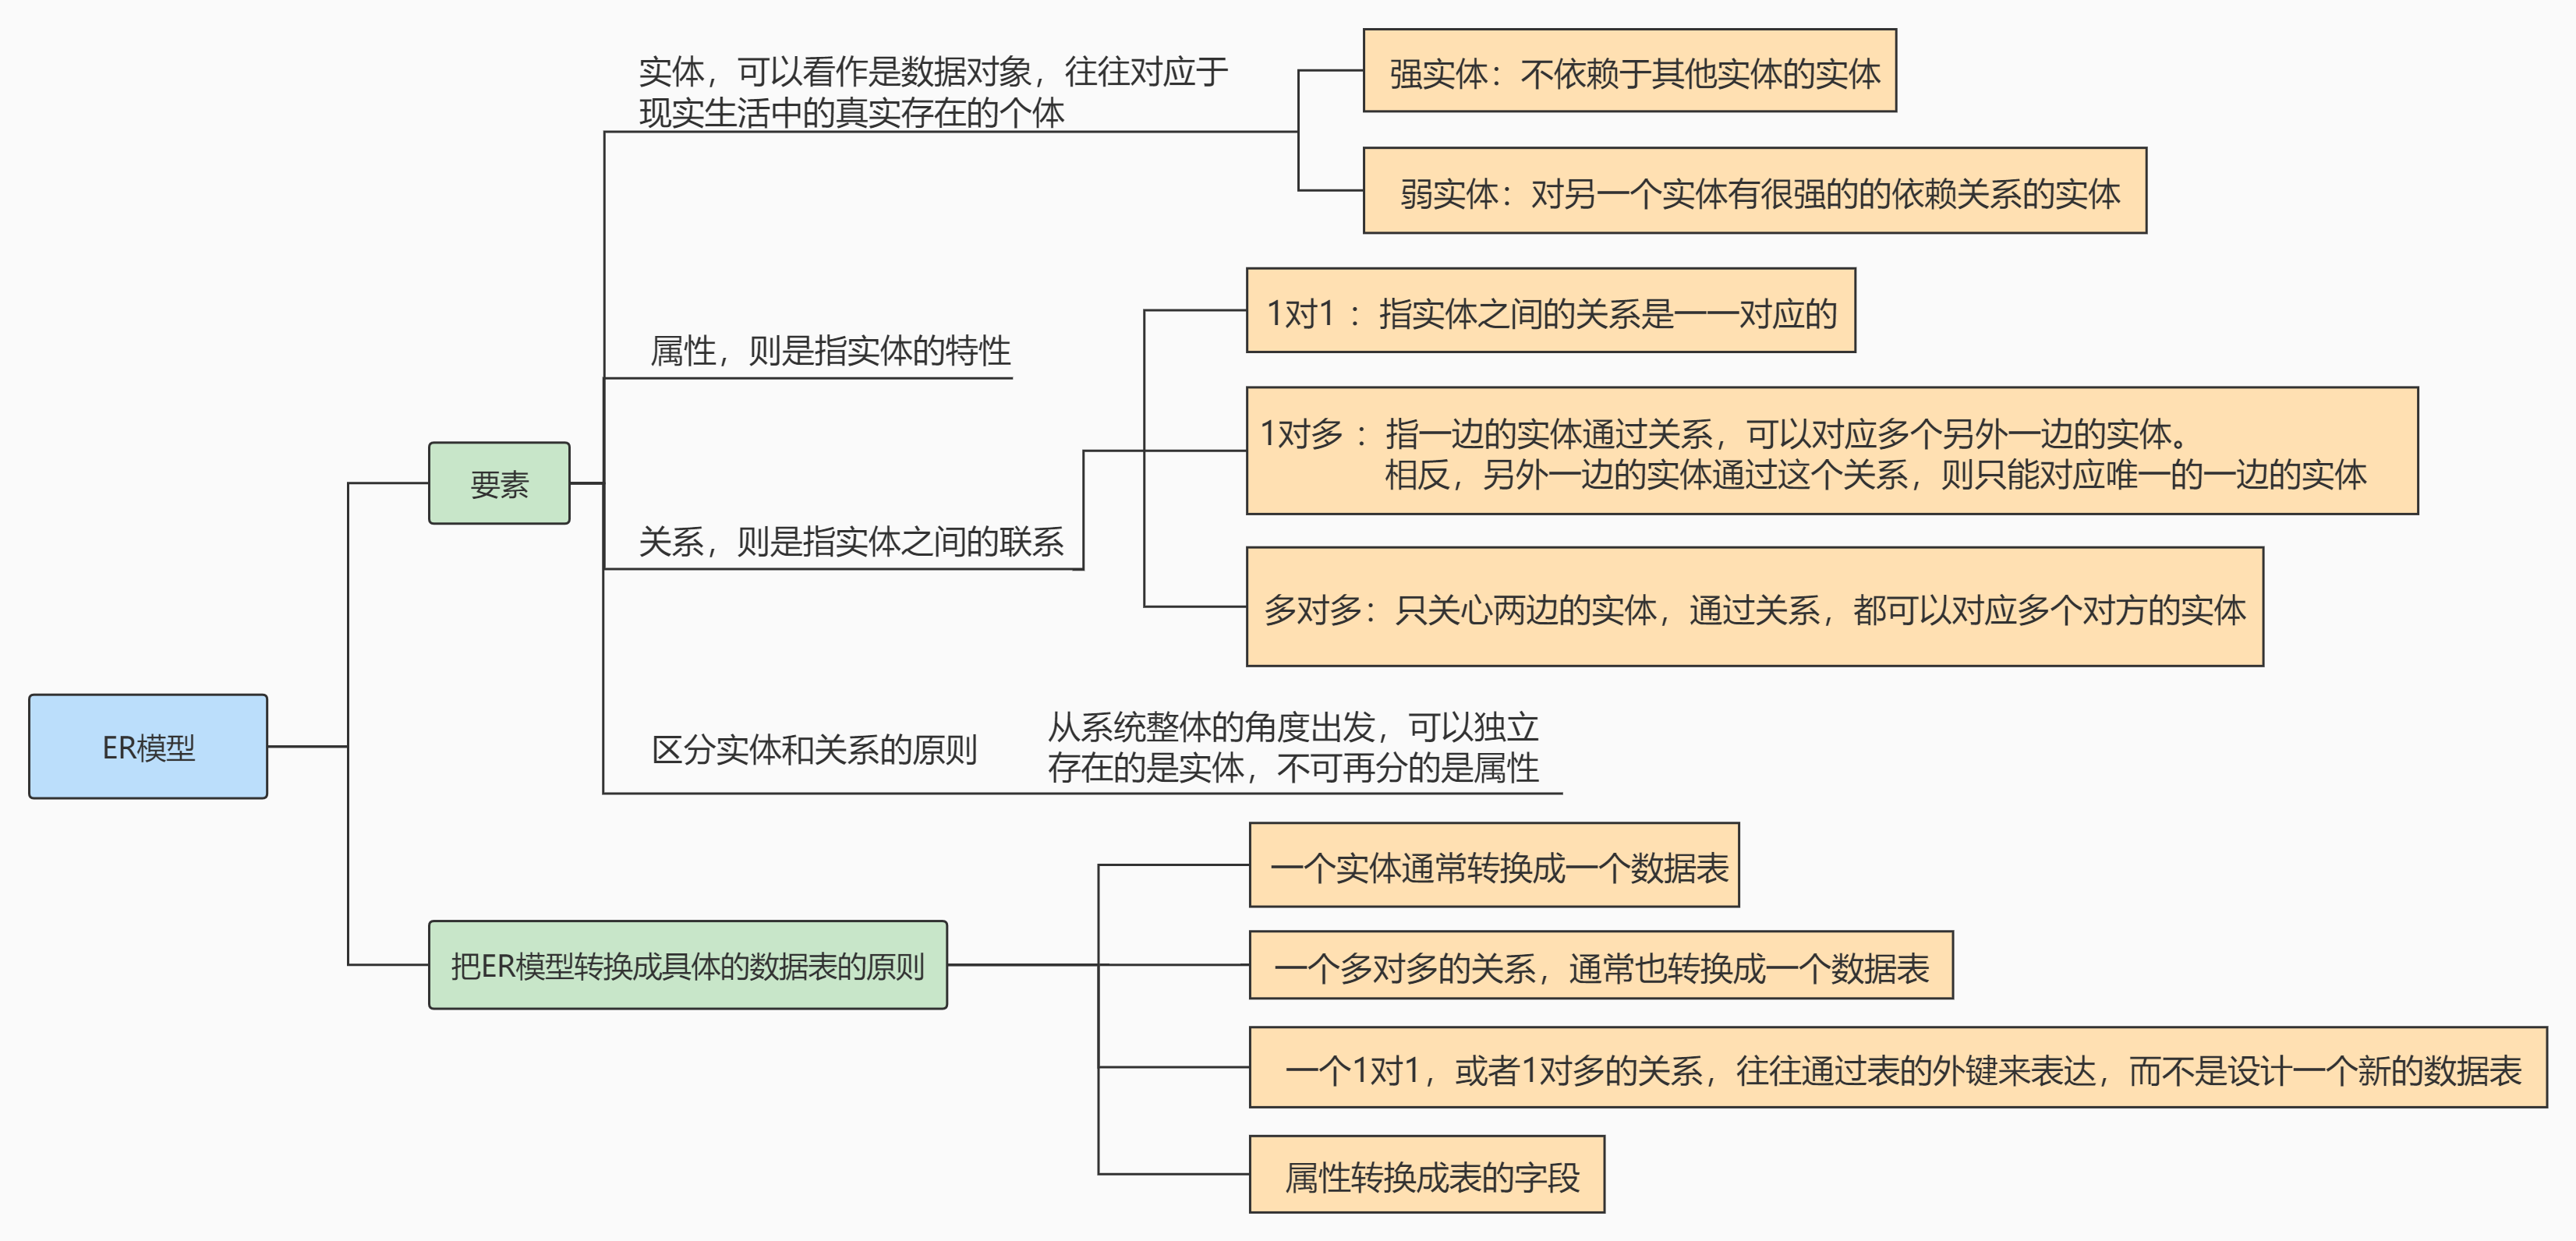 实体，可以看作是数据对象，往往对应于
现实生活中的真实存在的个体
强实体：不依赖于其他实体的实体
弱实体：对另一个实体有很强的的依赖关系的实体
属性，则是指实体的特性
1对1 ：指实体之间的关系是一一对应的
1对多 ：指一边的实体通过关系，可以对应多个另外一边的实体。
相反，另外一边的实体通过这个关系，则只能对应唯一的一边的实体
要素
关系，则是指实体之间的联系
多对多：只关心两边的实体，通过关系，都可以对应多个对方的实体
ER模型
区分实体和关系的原则
从系统整体的角度出发，可以独立
存在的是实体，不可再分的是属性
把ER模型转换成具体的数据表的原则
一个实体通常转换成一个数据表
一个多对多的关系，通常也转换成一个数据表
一个1对1，或者1对多的关系，往往通过表的外键来表达，而不是设计一个新的数据表
属性转换成表的字段